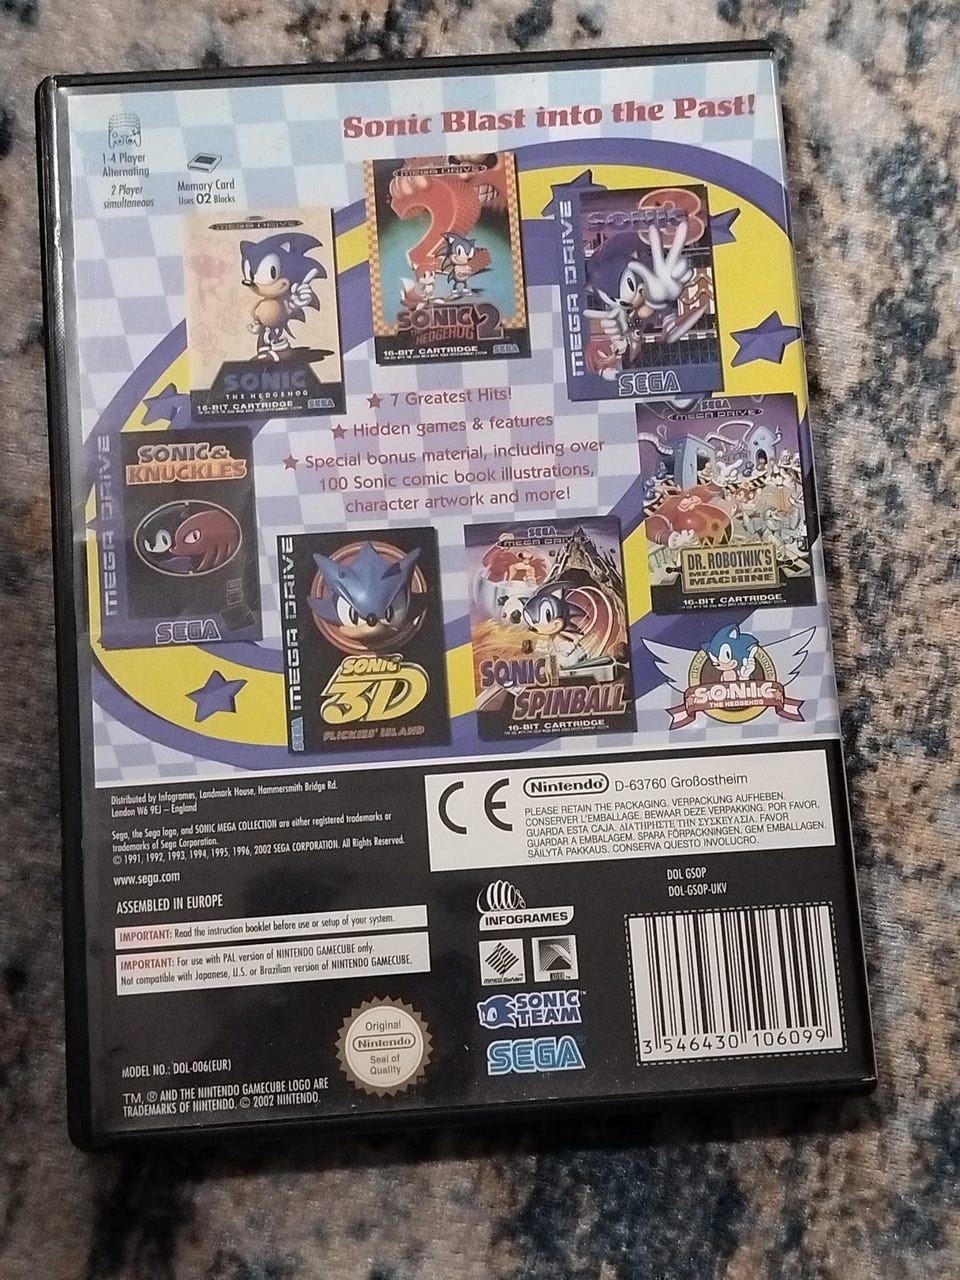 Sonic Blast into the Past!
1-4 Player
Alternating
2 Player
simultaneous
Memory Card
Uses 02 Blocks
MEGA DRIVE
SONIC
THE HEDGEHOG
16-BIT CARTRIDGE SEGA
MEGA DRIVE
2
SONIC
THE HEDGEHOG 2
16-BIT CARTRIDGE SEGA
MEGA DRIVE
SONIC 3
SEGA
★ 7 Greatest Hits!
★ Hidden games & features
★ Special bonus material, including over
100 Sonic comic book illustrations,
character artwork and more!
MEGA DRIVE
SONIC &
KNUCKLES
SEGA
SEGA MEGA DRIVE
SONIC
3D
FLICKIES' ISLAND
SEGA
MEGA DRIVE
SONIC
SPINBALL
16-BIT CARTRIDGE
SEGA
MEGA DRIVE
DR. ROBOTNIK'S
MEAN BEAN
MACHINE
16-BIT CARTRIDGE
SONIC
THE HEDGEHOG
Distributed by Infogrames, Landmark House, Hammersmith Bridge Rd.
London W6 9EJ – England
Sega, the Sega logo, and SONIC MEGA COLLECTION are either registered trademarks or
trademarks of Sega Corporation.
© 1991, 1992, 1993, 1994, 1995, 1996, 2002 SEGA CORPORATION. All Rights Reserved.
www.sega.com
ASSEMBLED IN EUROPE
IMPORTANT: Read the instruction booklet before use or setup of your system.
IMPORTANT: For use with PAL version of NINTENDO GAMECUBE only.
Not compatible with Japanese, U.S. or Brazilian version of NINTENDO GAMECUBE.
MODEL NO.: DOL-006(EUR)
TM, ® AND THE NINTENDO GAMECUBE LOGO ARE
TRADEMARKS OF NINTENDO. © 2002 NINTENDO.
Original
Nintendo
Seal of
Quality
CE Nintendo D-63760 Großostheim
PLEASE RETAIN THE PACKAGING. VERPACKUNG AUFHEBEN.
CONSERVER L'EMBALLAGE. BEWAAR DEZE VERPAKKING. POR FAVOR,
GUARDA ESTA CAJA. ΔΙΑΤΗΡΗΣΤΕ ΤΗΝ ΣΥΣΚΕΥΑΣΙΑ. FAVOR
GUARDAR A EMBALAGEM. SPARA FÖRPACKNINGEN. GEM EMBALLAGEN.
SÄILYTÄ PAKKAUS. CONSERVA QUESTO INVOLUCRO.
DOL GSOP
DOL-GSOP-UKV
INFOGRAMES
SONIC
TEAM™
SEGA
3 546430 106099